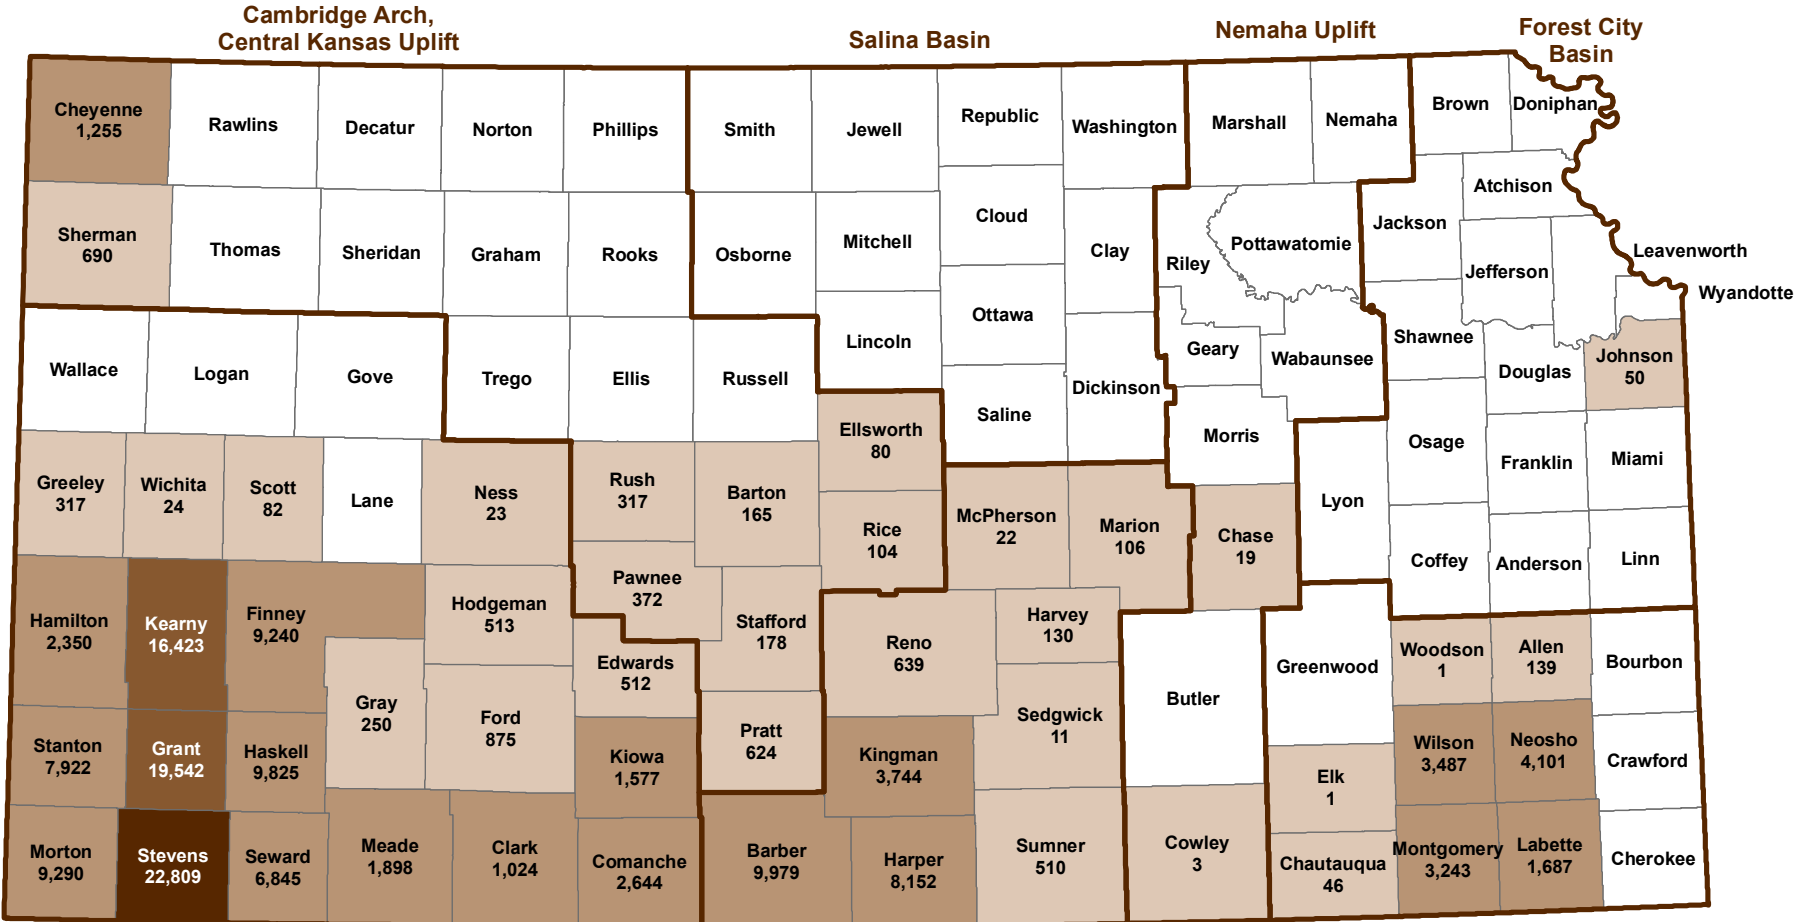 Cambridge Arch,
Central Kansas Uplift
Salina Basin
Nemaha Uplift
Forest City
Basin
Cheyenne
1,255
Rawlins
Decatur
Norton
Phillips
Smith
Jewell
Republic
Washington
Marshall
Nemaha
Brown
Doniphan
Atchison
Sherman
690
Thomas
Sheridan
Graham
Rooks
Osborne
Mitchell
Cloud
Clay
Riley
Pottawatomie
Jackson
Jefferson
Leavenworth
Wyandotte
Wallace
Logan
Gove
Trego
Ellis
Russell
Lincoln
Ottawa
Saline
Dickinson
Geary
Wabaunsee
Shawnee
Douglas
Johnson
50
Greeley
317
Wichita
24
Scott
82
Lane
Ness
23
Rush
317
Barton
165
Ellsworth
80
Rice
104
McPherson
22
Marion
106
Morris
Chase
19
Lyon
Osage
Franklin
Miami
Coffey
Anderson
Linn
Hamilton
2,350
Kearny
16,423
Finney
9,240
Hodgeman
513
Pawnee
372
Stafford
178
Edwards
512
Gray
250
Ford
875
Reno
639
Harvey
130
Sedgwick
11
Butler
Greenwood
Woodson
1
Allen
139
Bourbon
Stanton
7,922
Grant
19,542
Haskell
9,825
Kiowa
1,577
Pratt
624
Kingman
3,744
Elk
1
Wilson
3,487
Neosho
4,101
Crawford
Morton
9,290
Stevens
22,809
Seward
6,845
Meade
1,898
Clark
1,024
Comanche
2,644
Barber
9,979
Harper
8,152
Sumner
510
Cowley
3
Chautauqua
46
Montgomery
3,243
Labette
1,687
Cherokee